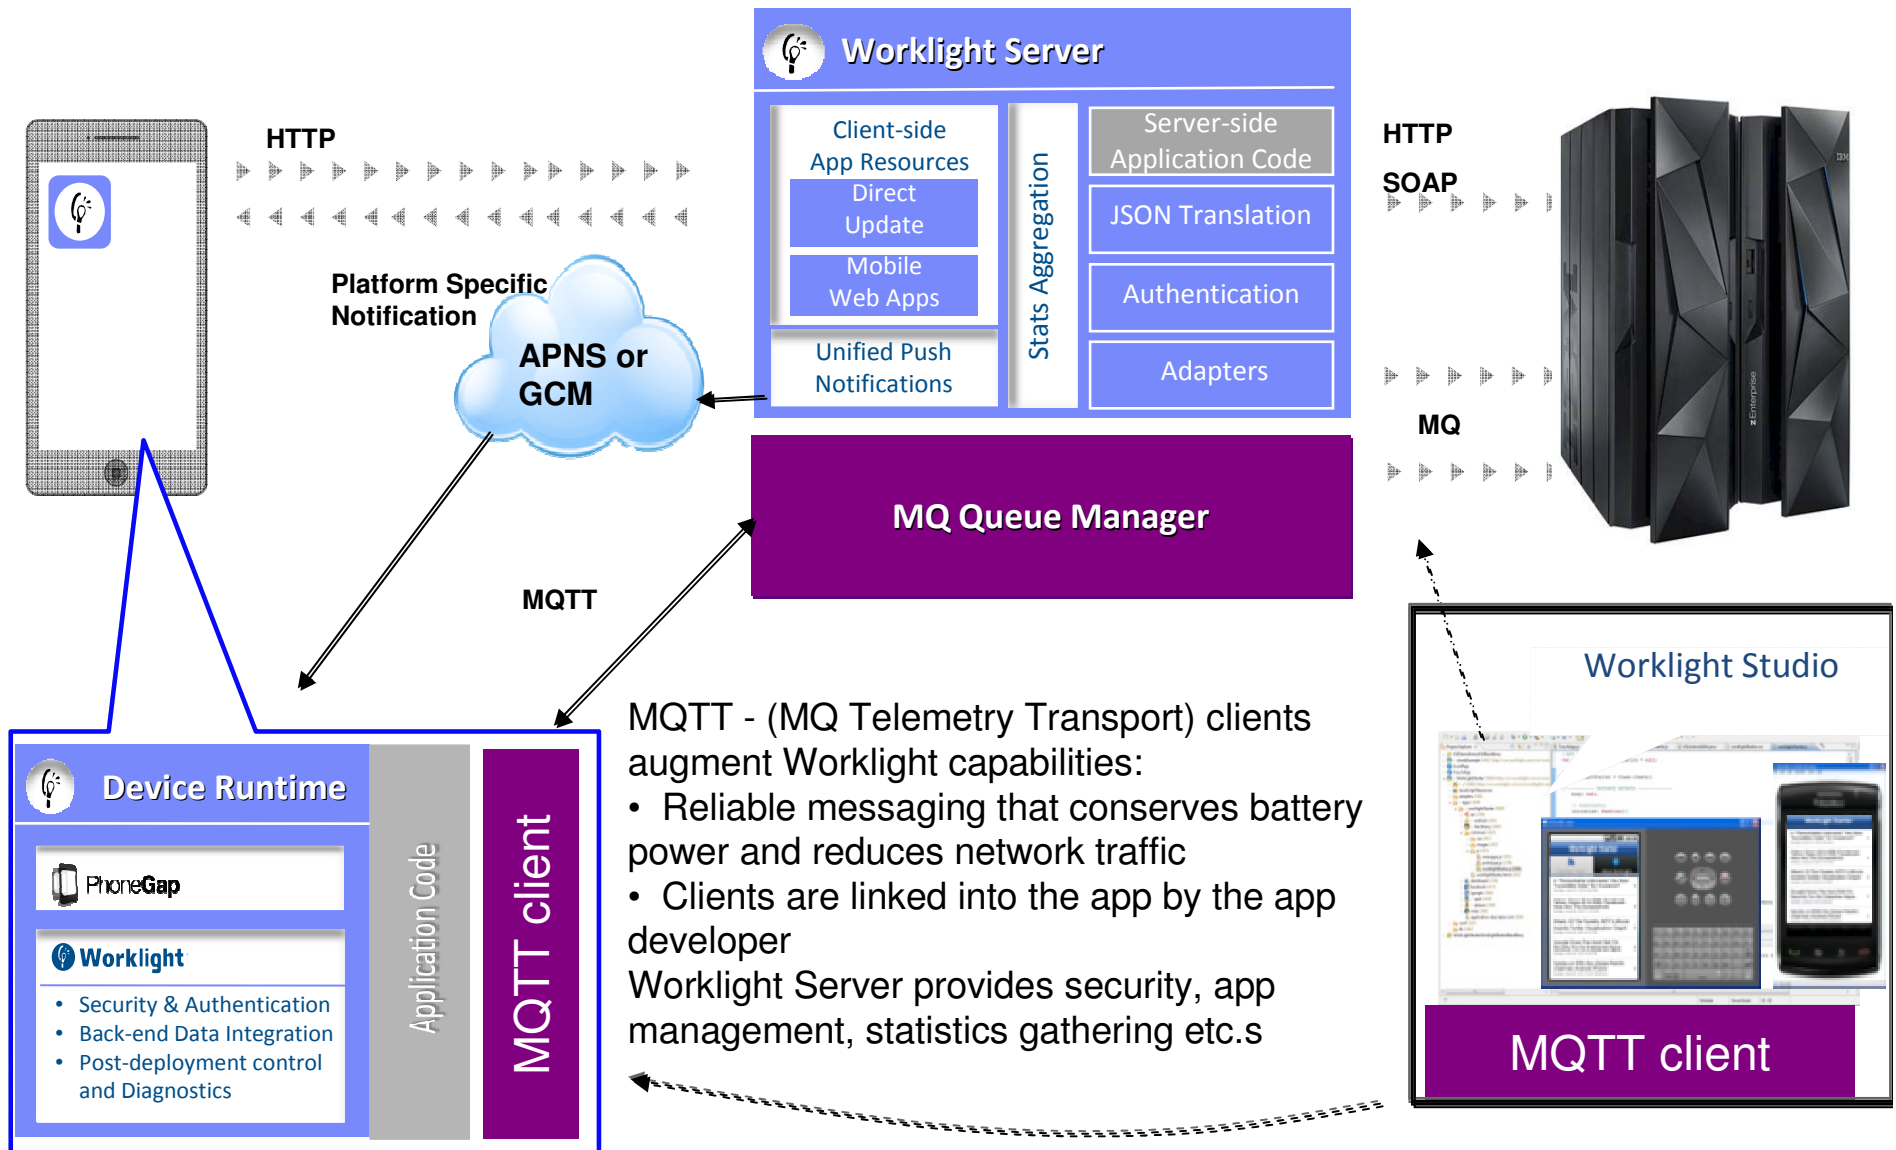 Worklight Server
HTTP
Client-side
App Resources
Direct
Update
Mobile
Web Apps
Unified Push
Notifications
Stats Aggregation
Server-side
Application Code
JSON Translation
Authentication
Adapters
HTTP
SOAP
MQ
IBM
zEnterprise
Platform Specific
Notification
APNS or
GCM
MQ Queue Manager
MQTT
Device Runtime
PhoneGap
Worklight
• Security & Authentication
• Back-end Data Integration
• Post-deployment control
and Diagnostics
Application Code
MQTT client
MQTT - (MQ Telemetry Transport) clients
augment Worklight capabilities:
• Reliable messaging that conserves battery
power and reduces network traffic
• Clients are linked into the app by the app
developer
Worklight Server provides security, app
management, statistics gathering etc.s
Worklight Studio
MQTT client